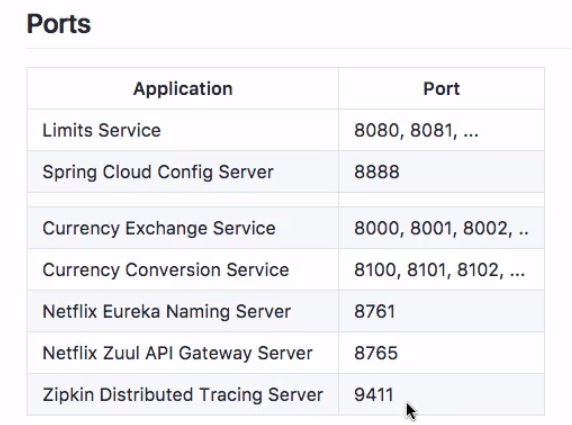 Ports
Application Port
Limits Service 8080, 8081, ...
Spring Cloud Config Server 8888
Currency Exchange Service 8000, 8001, 8002, ..
Currency Conversion Service 8100, 8101, 8102, ...
Netflix Eureka Naming Server 8761
Netflix Zuul API Gateway Server 8765
Zipkin Distributed Tracing Server 9411